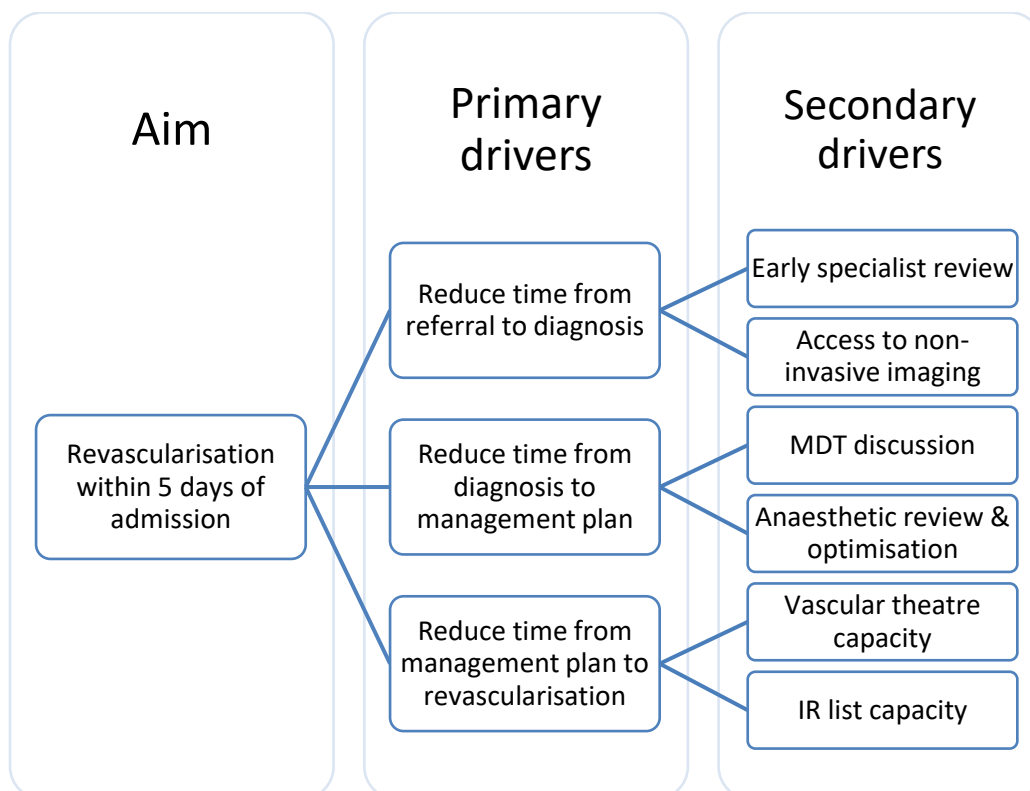 Aim
Primary
drivers
Secondary
drivers
Revascularisation
within 5 days of
admission
Reduce time from
referral to diagnosis
Reduce time from
diagnosis to
management plan
Reduce time from
management plan to
revascularisation
Early specialist review
Access to non-
invasive imaging
MDT discussion
Anaesthetic review &
optimisation
Vascular theatre
capacity
IR list capacity